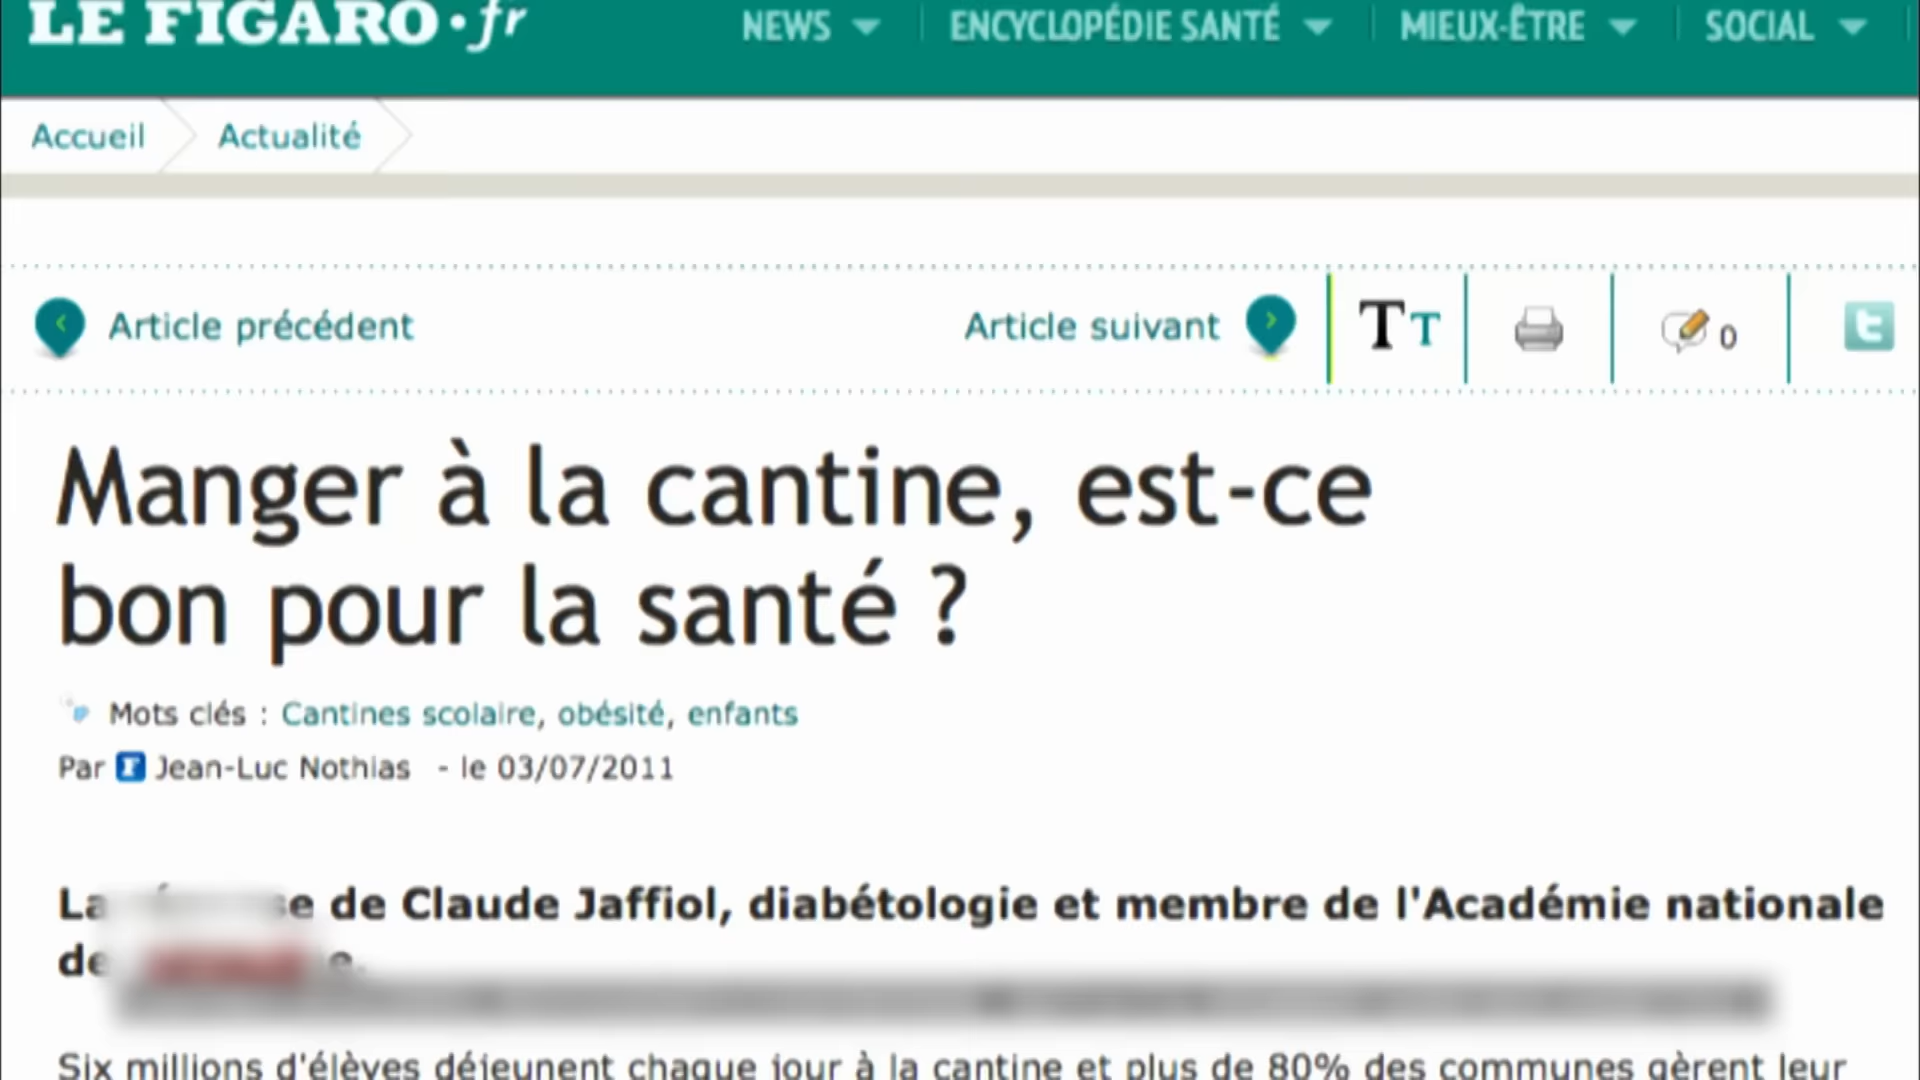 LE FIGARO·fr NEWS ENCYCLOPÉDIE SANTÉ MIEUX-ÊTRE SOCIAL
Accueil Actualité
Article précédent Article suivant TT 0
Manger à la cantine, est-ce
bon pour la santé ?
Mots clés : Cantines scolaire, obésité, enfants
Par Jean-Luc Nothias - le 03/07/2011
de Claude Jaffiol, diabétologie et membre de l'Académie nationale
Six millions d'élèves déjeunent chaque jour à la cantine et plus de 80% des communes gèrent leur